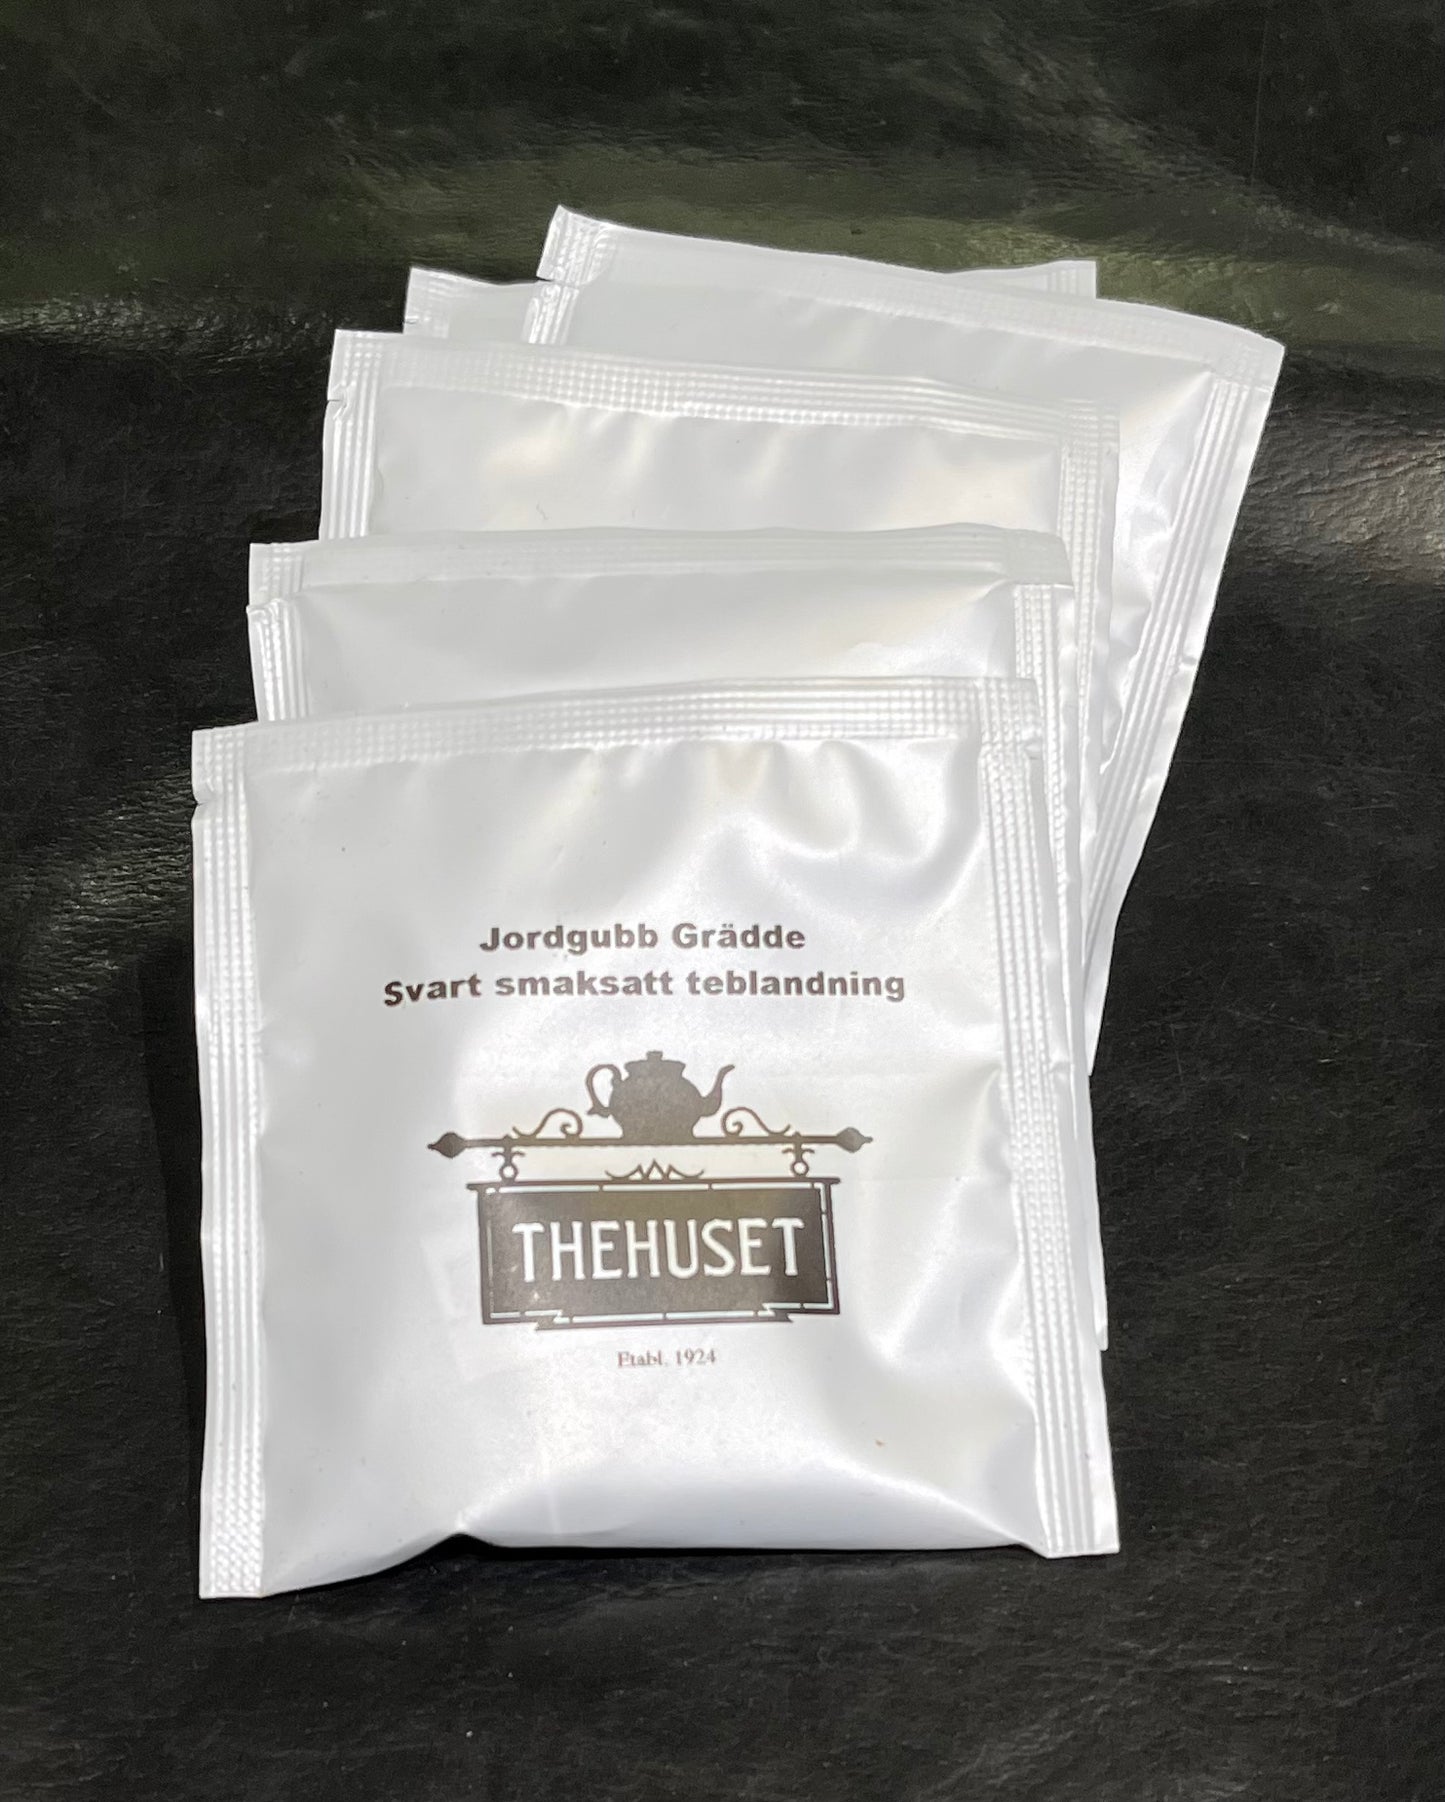 Jordgubb Grädde
Svart smaksatt teblandning
THEHUSET
Etabl. 1924